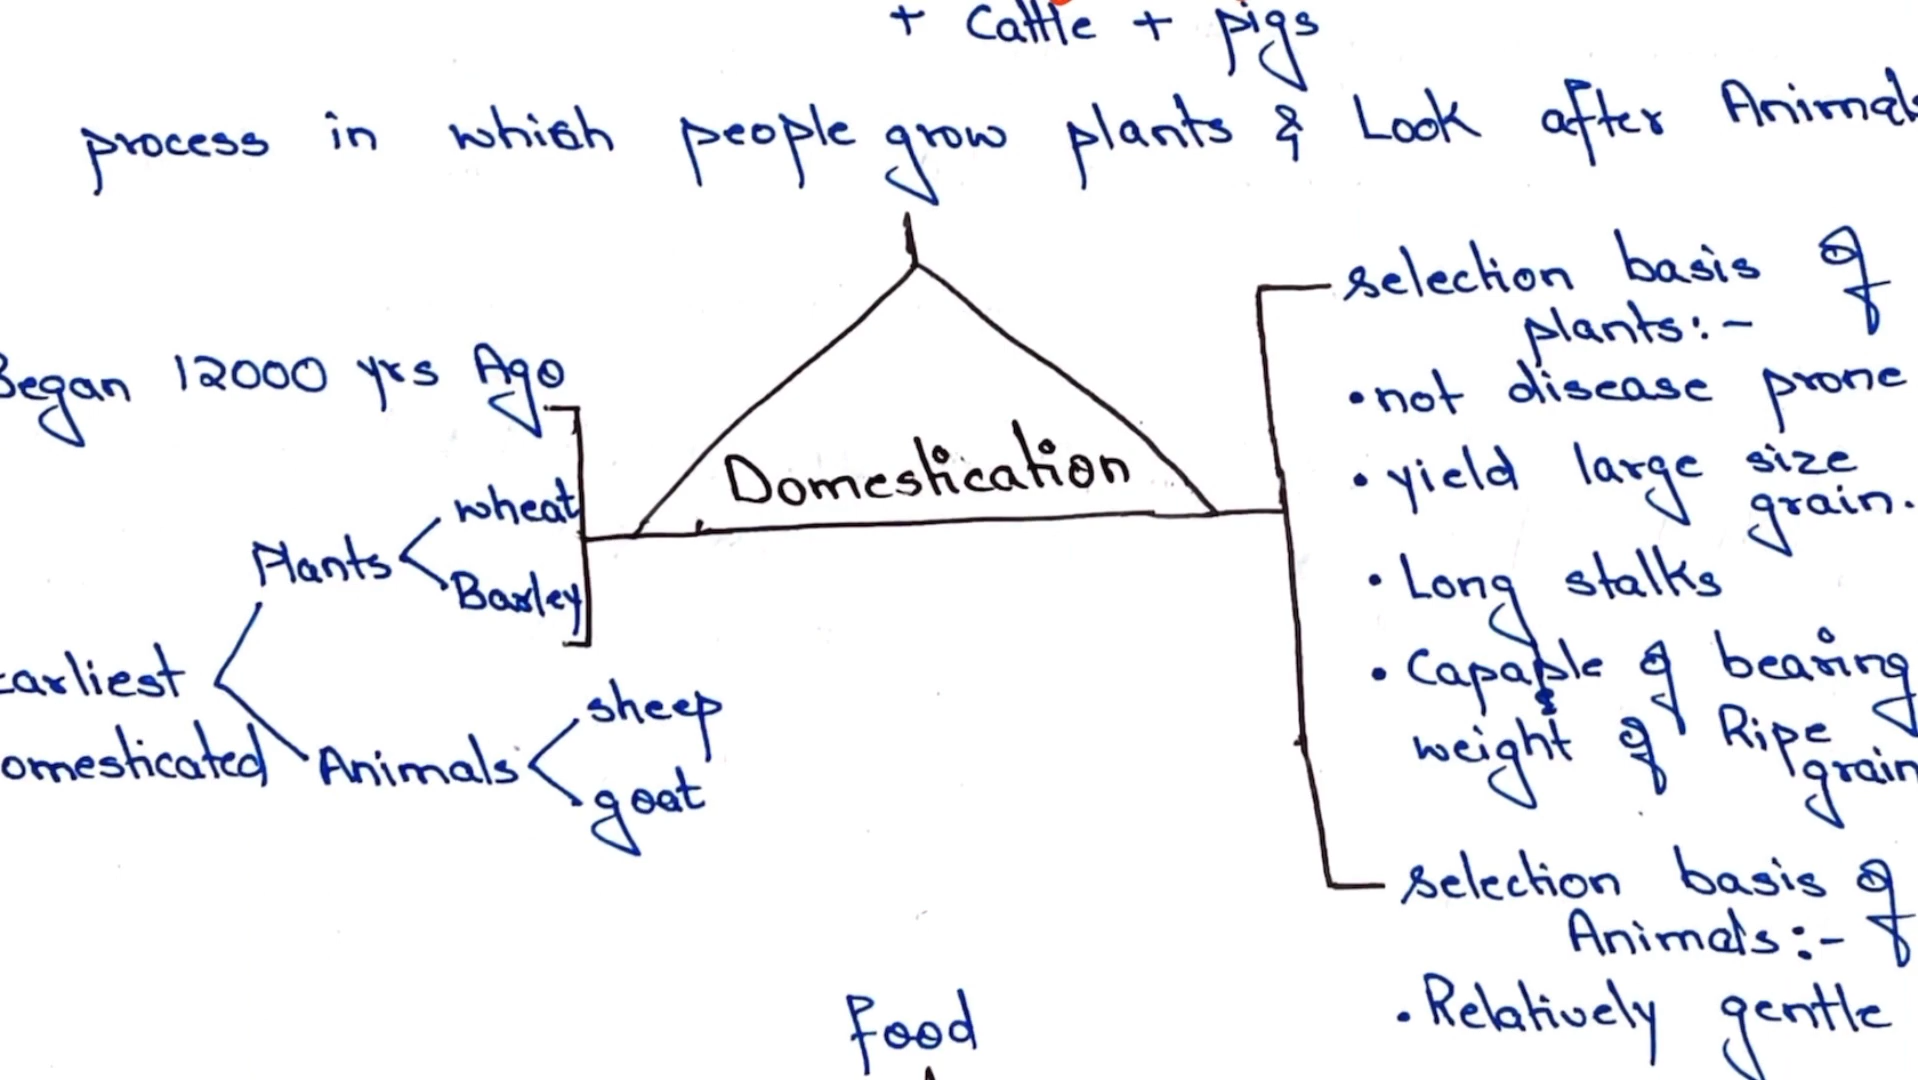 + Cattle + pigs
process in which people grow plants & Look after Animals
Began 12000 yrs Ago
Plants
wheat
Barley
Earliest
omesticated
Animals
sheep
goat
Domestication
selection basis of
plants:-
• not disease prone
• yield large size
grain.
• Long stalks
• Capable of bearing
weight of Ripe
grain
selection basis of
Animals:-
• Relatively gentle
Food